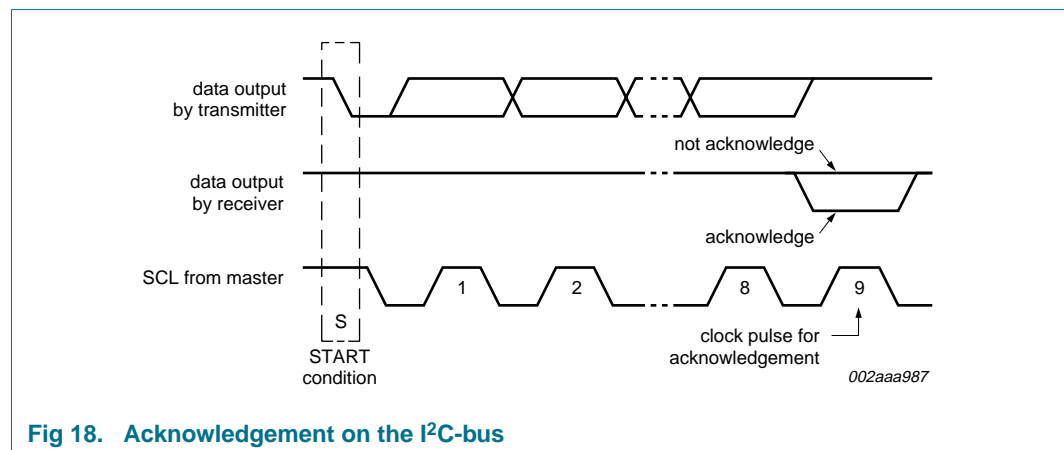 data output
by transmitter
not acknowledge
data output
by receiver
acknowledge
SCL from master
1
2
8
9
S
START
condition
clock pulse for
acknowledgement
002aaa987
Fig 18. Acknowledgement on the I²C-bus